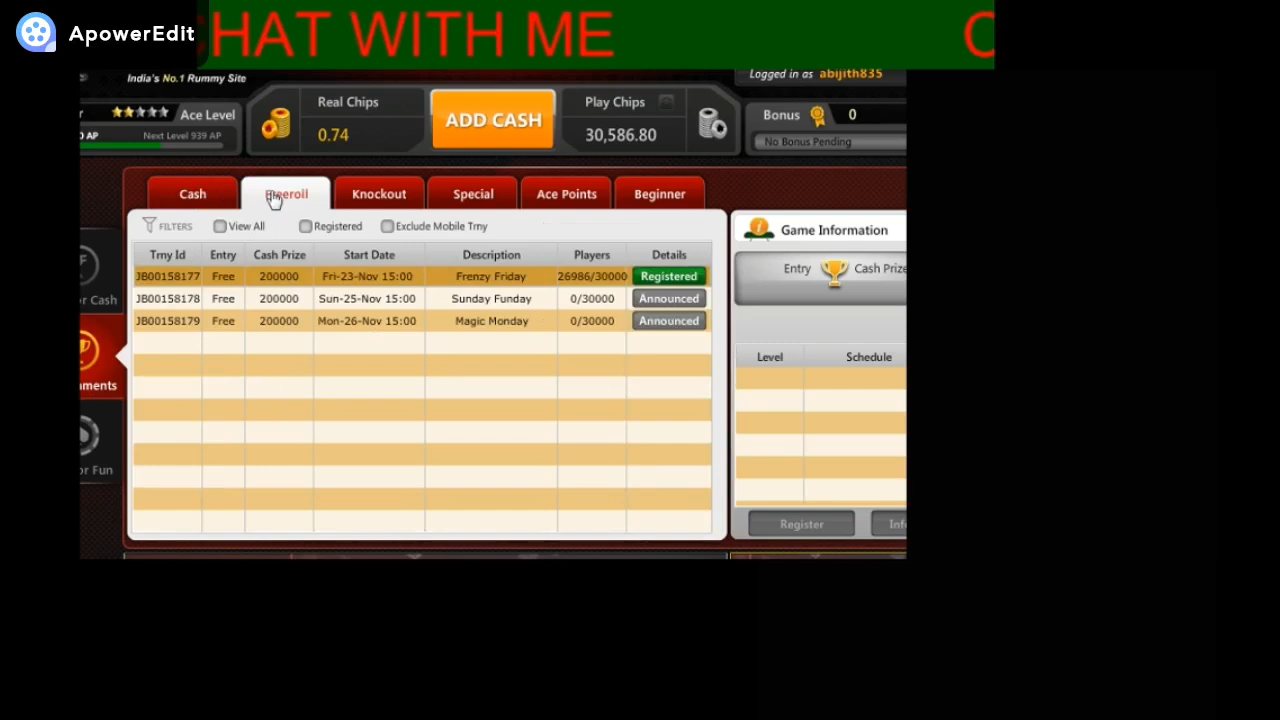 ApowerEdit
HAT WITH ME
India's No.1 Rummy Site
Logged in as abijith835
Ace Level
AP Next Level 939 AP
Real Chips
0.74
ADD CASH
Play Chips
30,586.80
Bonus 0
No Bonus Pending
Cash Knockout Special Ace Points Beginner
FILTERS View All Registered Exclude Mobile Trny
Trny Id Entry Cash Prize Start Date Description Players Details
JB00158177 Free 200000 Fri-23-Nov 15:00 Frenzy Friday 26986/30000 Registered
JB00158178 Free 200000 Sun-25-Nov 15:00 Sunday Funday 0/30000 Announced
JB00158179 Free 200000 Mon-26-Nov 15:00 Magic Monday 0/30000 Announced
r Cash
ments
or Fun
Game Information
Entry Cash Prize
Level Schedule
Register Inf